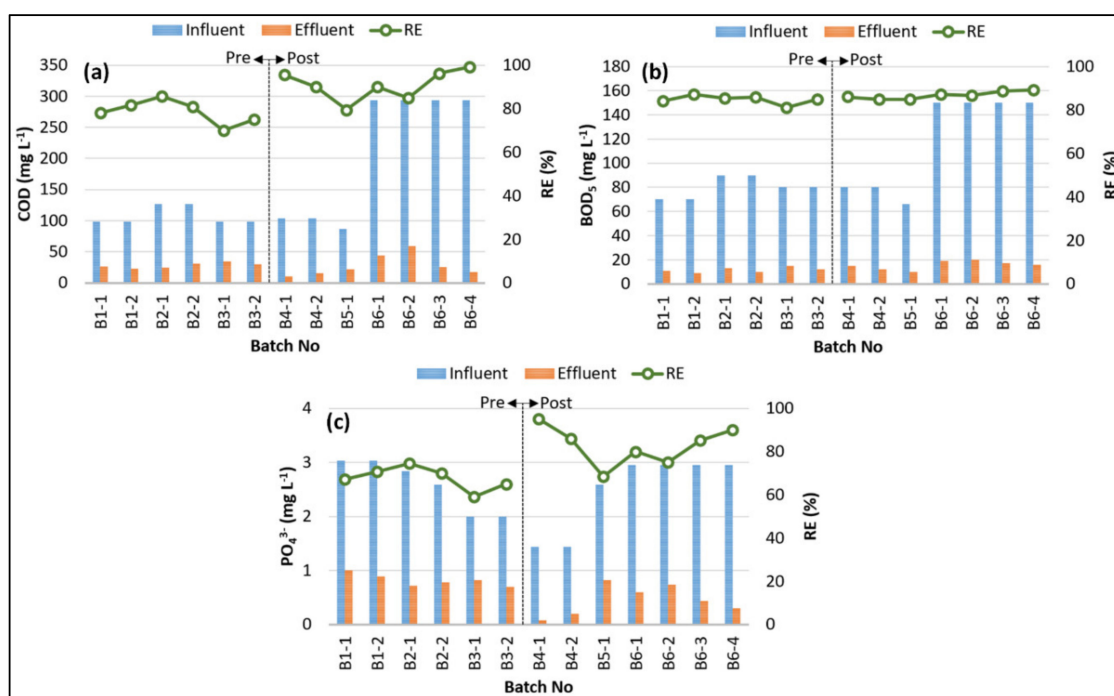 Influent Effluent RE
(a)
Pre Post
350
300
250
200
150
100
50
0
COD (mg L-1)
100
80
60
40
20
0
RE (%)
B1-1 B1-2 B2-1 B2-2 B3-1 B3-2 B4-1 B4-2 B5-1 B6-1 B6-2 B6-3 B6-4
Batch No
Influent Effluent RE
(b)
Pre Post
180
160
140
120
100
80
60
40
20
0
BOD5 (mg L-1)
100
80
60
40
20
0
RE (%)
B1-1 B1-2 B2-1 B2-2 B3-1 B3-2 B4-1 B4-2 B5-1 B6-1 B6-2 B6-3 B6-4
Batch No
Influent Effluent RE
(c)
Pre Post
4
3
2
1
0
PO43- (mg L-1)
100
80
60
40
20
0
RE (%)
B1-1 B1-2 B2-1 B2-2 B3-1 B3-2 B4-1 B4-2 B5-1 B6-1 B6-2 B6-3 B6-4
Batch No